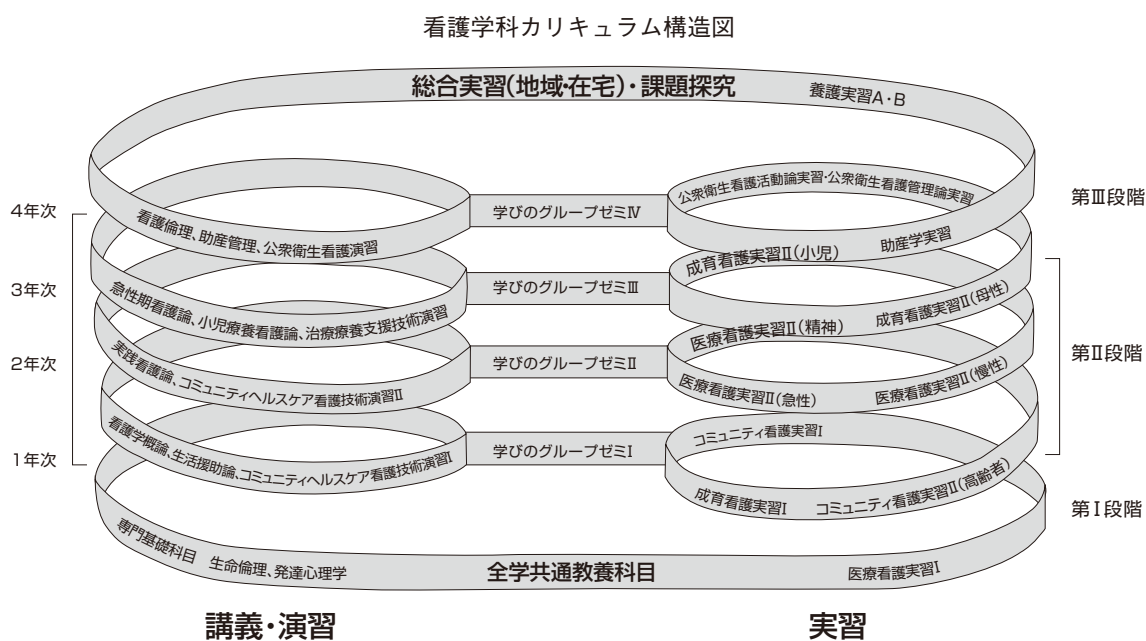 看護学科カリキュラム構造図
総合実習(地域・在宅)・課題探究
養護実習A・B
公衆衛生看護活動論実習・公衆衛生看護管理論実習
4年次
学びのグループゼミⅣ
第Ⅲ段階
看護倫理、助産管理、公衆衛生看護演習
成育看護実習Ⅱ(小児)
助産学実習
3年次
学びのグループゼミⅢ
急性期看護論、小児療養看護論、治療療養支援技術演習
医療看護実習Ⅱ(精神)
成育看護実習Ⅱ(母性)
2年次
学びのグループゼミⅡ
第Ⅱ段階
実践看護論、コミュニティヘルスケア看護技術演習Ⅱ
医療看護実習Ⅱ(急性)
医療看護実習Ⅱ(慢性)
コミュニティ看護実習Ⅰ
1年次
学びのグループゼミⅠ
看護学概論、生活援助論、コミュニティヘルスケア看護技術演習Ⅰ
成育看護実習Ⅰ
コミュニティ看護実習Ⅱ(高齢者)
第Ⅰ段階
専門基礎科目
生命倫理、発達心理学
全学共通教養科目
医療看護実習Ⅰ
講義・演習
実習